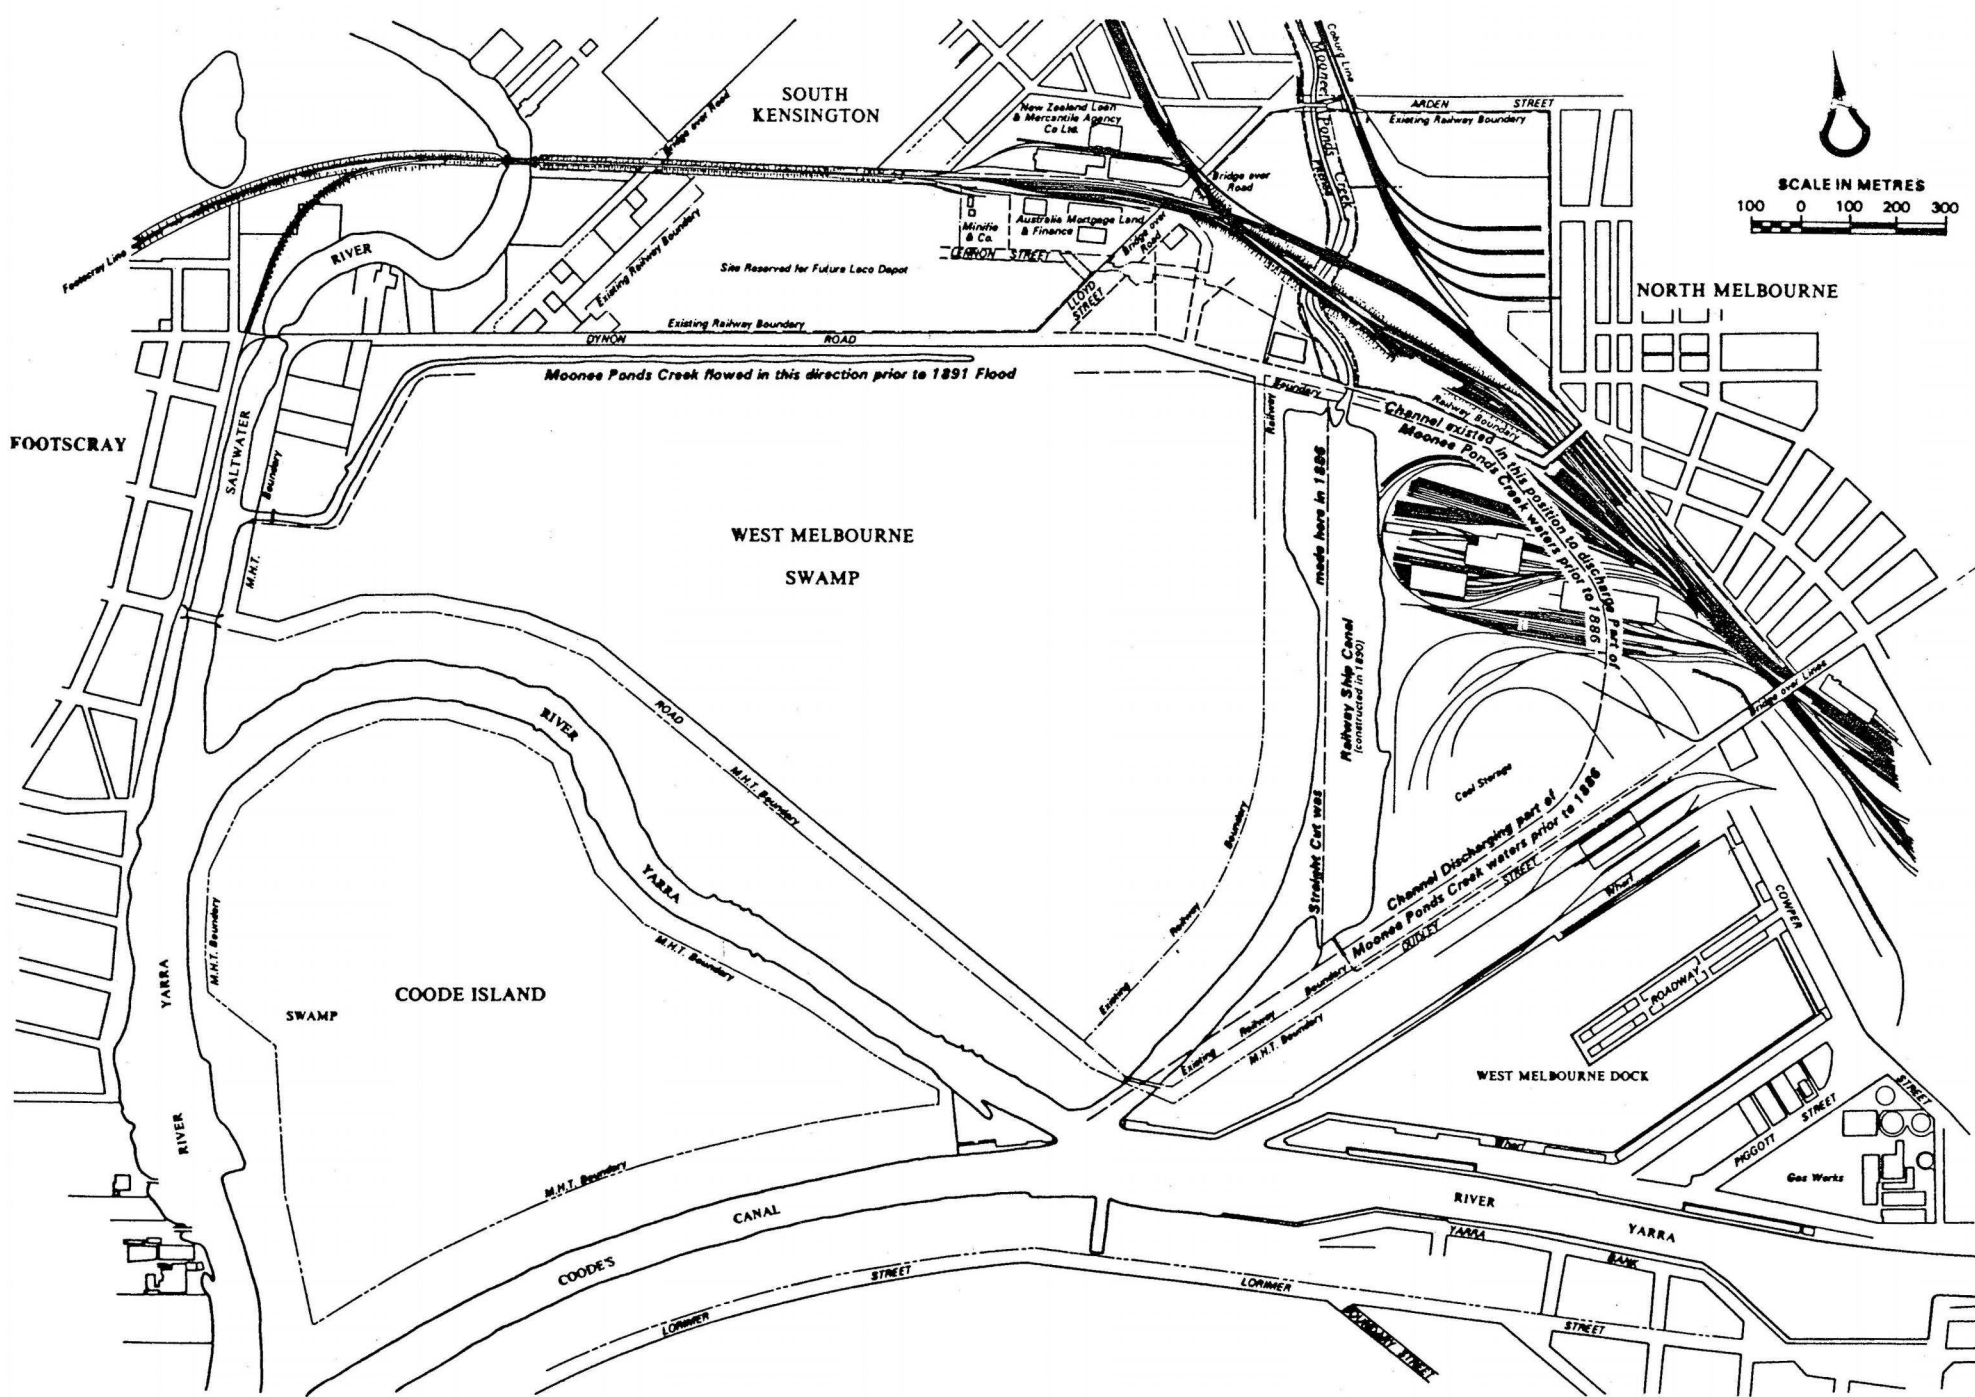 SOUTH
KENSINGTON
New Zealand Loan
& Mercantile Agency
Co Ltd.
Coburg Line
Moonee Ponds Creek
ARDEN STREET
Existing Railway Boundary
SCALE IN METRES
100 0 100 200 300
NORTH MELBOURNE
Bridge over Road
Bridge over
Road
Footscray Line
RIVER
Minifie
& Co.
Australia Mortgage Land
& Finance
Bridge over
Road
LENNON STREET
LLOYD
STREET
Existing Railway Boundary
Site Reserved for Future Loco Depot
Existing Railway Boundary
DYNON ROAD
Moonee Ponds Creek flowed in this direction prior to 1891 Flood
Boundary
Railway
Railway Boundary
FOOTSCRAY
SALTWATER
Boundary
M.H.T.
Channel existed in this position to discharge Part of
Moonee Ponds Creek waters prior to 1886
WEST MELBOURNE
SWAMP
Straight Cut was made here in 1886
Railway Ship Canal
(constructed in 1890)
Bridge over Lines
Coal Storage
ROAD
M.H.T. Boundary
RIVER
YARRA
M.H.T. Boundary
M.H.T. Boundary
Existing Railway Boundary
Channel Discharging part of
Moonee Ponds Creek waters prior to 1886
DUDLEY STREET
Wharf
COWPER STREET
ROADWAY
Existing Railway Boundary
M.H.T. Boundary
COODE ISLAND
SWAMP
YARRA
RIVER
WEST MELBOURNE DOCK
Wharf
PIGGOTT STREET
Gas Works
M.H.T. Boundary
COODE'S CANAL
RIVER YARRA
YARRA BANK
LORIMER STREET
LORIMER STREET
BOUNDARY STREET